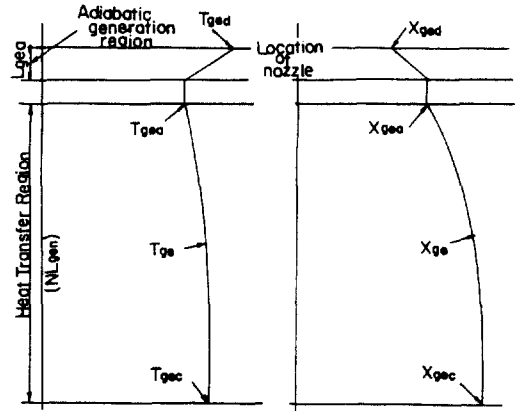 Adiabatic
generation
region
Tged
Location
of
nozzle
Xged
Lgea
Tgea
Xgea
Heat Transfer Region
(NLgen)
Tge
Xge
Tgec
Xgec